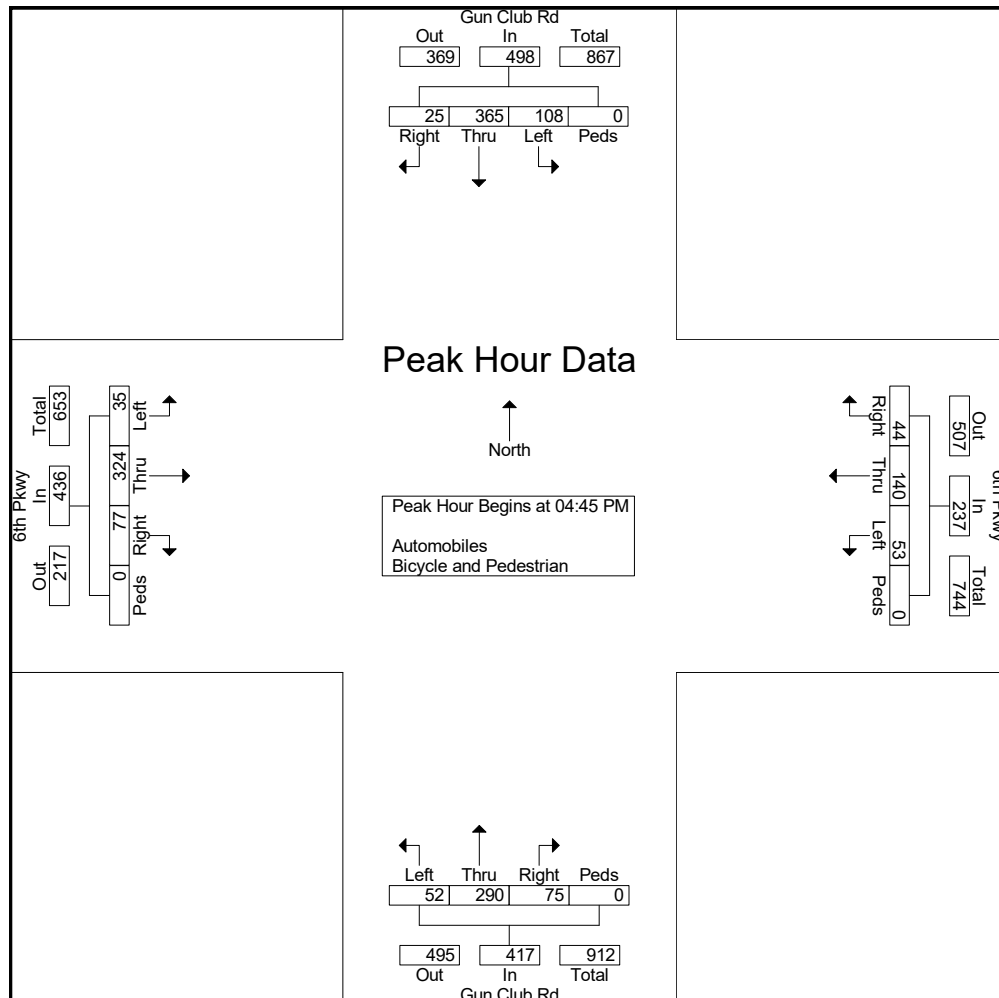 Gun Club Rd
Out In Total
369 498 867
25 365 108 0
Right Thru Left Peds
Peak Hour Data
North
Peak Hour Begins at 04:45 PM
Automobiles
Bicycle and Pedestrian
6th Pkwy
Total In Out
653 436 217
35 324 77 0
Left Thru Right Peds
6th Pkwy
Out In Total
507 237 744
44 140 53 0
Right Thru Left Peds
Left Thru Right Peds
52 290 75 0
495 417 912
Out In Total
Gun Club Rd